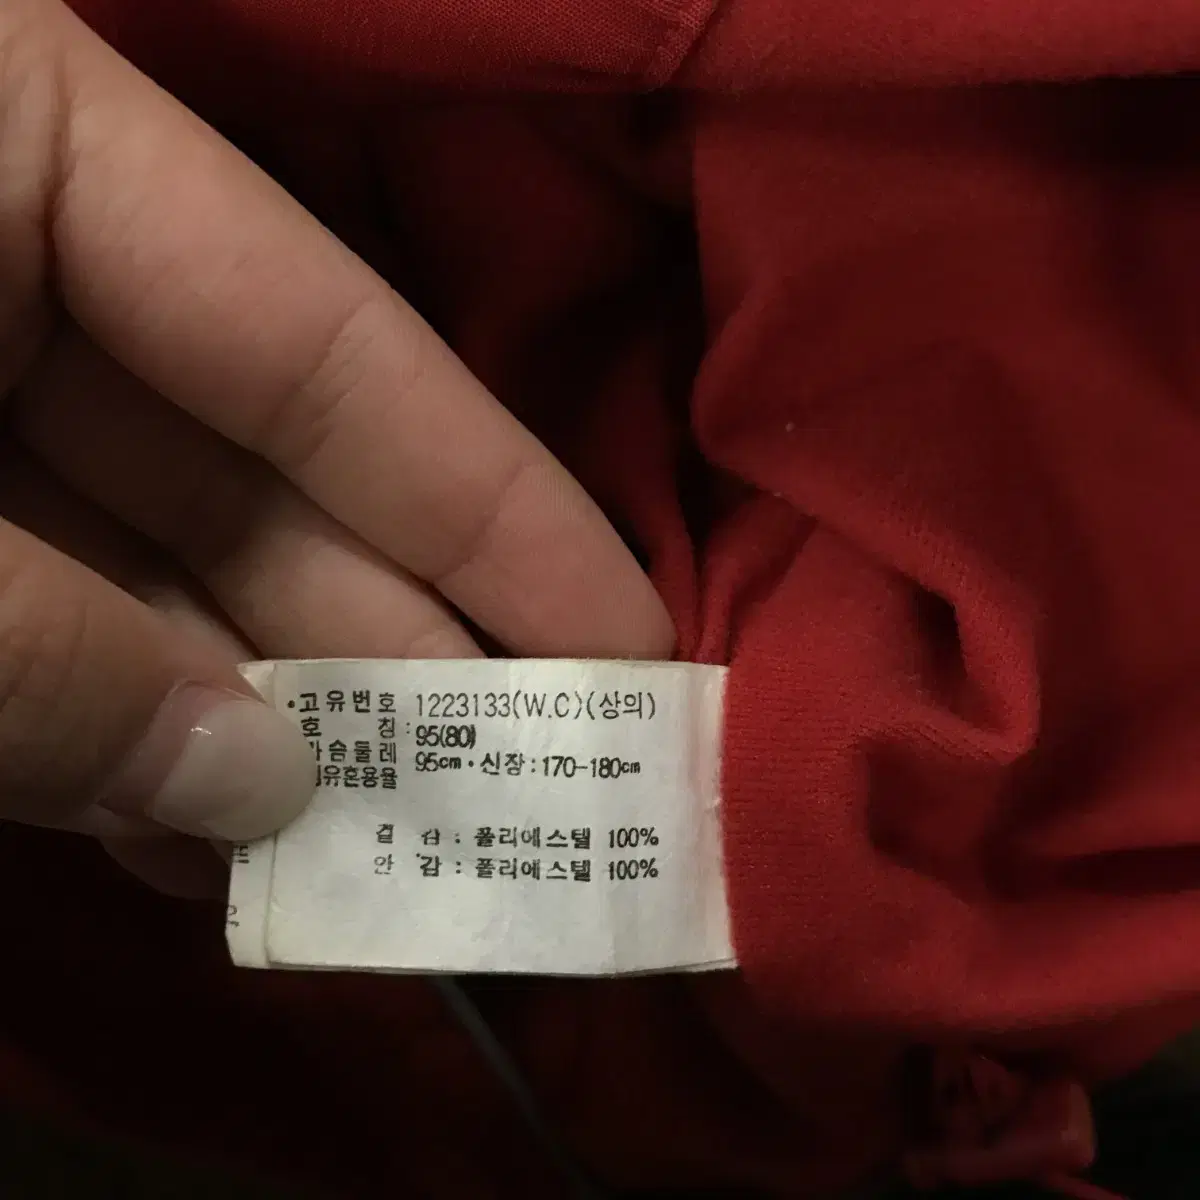 •고유번호 1223133(W.C)(상의)
호 칭 : 95(80)
가슴둘레 95cm • 신장 : 170-180cm
섬유혼용율
겉 감 : 폴리에스텔 100%
안 감 : 폴리에스텔 100%